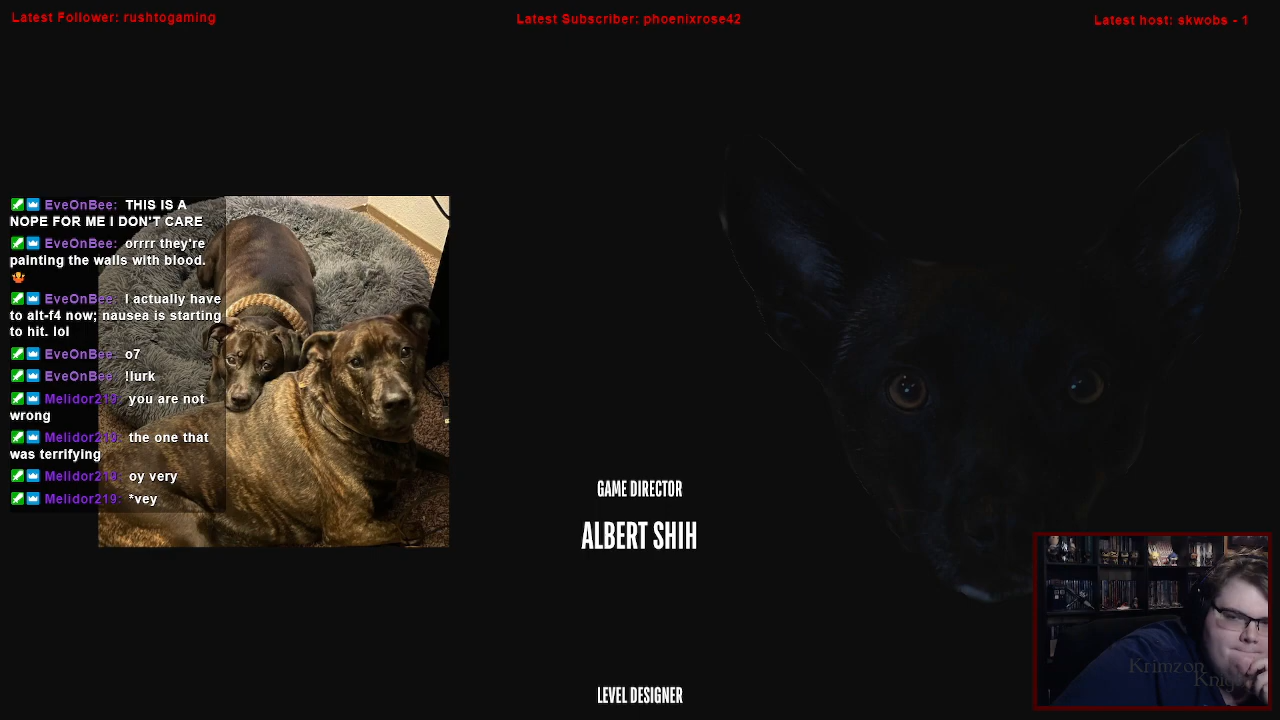 Latest Follower: rushtogaming
Latest Subscriber: phoenixrose42
Latest host: skwobs - 1
EveOnBee: THIS IS A
NOPE FOR ME I DON'T CARE
EveOnBee: orrrr they're
painting the walls with blood.
EveOnBee: I actually have
to alt-f4 now; nausea is starting
to hit. lol
EveOnBee: o7
EveOnBee: !lurk
Melidor219: you are not
wrong
Melidor219: the one that
was terrifying
Melidor219: oy very
Melidor219: *vey
GAME DIRECTOR
ALBERT SHIH
LEVEL DESIGNER
Krimzon